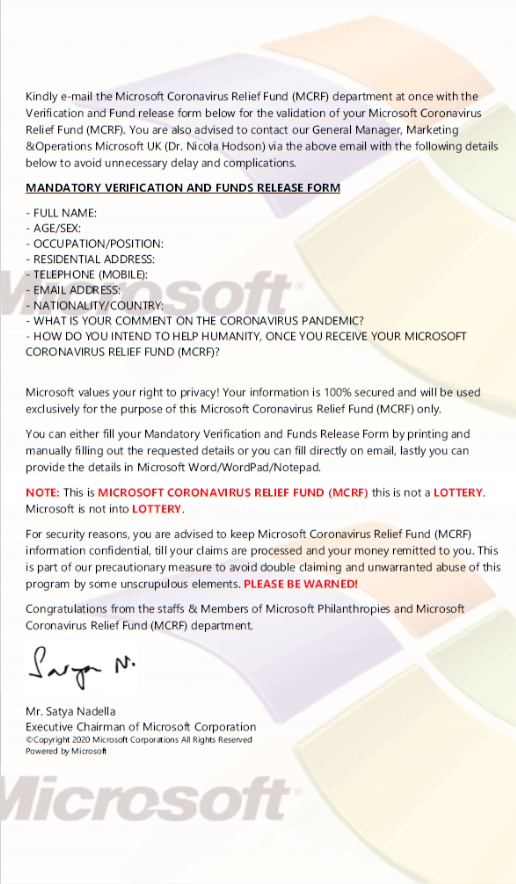 Kindly e-mail the Microsoft Coronavirus Relief Fund (MCRF) department at once with the
Verification and Fund release form below for the validation of your Microsoft Coronavirus
Relief Fund (MCRF). You are also advised to contact our General Manager, Marketing
&Operations Microsoft UK (Dr. Nicola Hodson) via the above email with the following details
below to avoid unnecessary delay and complications.
MANDATORY VERIFICATION AND FUNDS RELEASE FORM
- FULL NAME:
- AGE/SEX:
- OCCUPATION/POSITION:
- RESIDENTIAL ADDRESS:
- TELEPHONE (MOBILE):
- EMAIL ADDRESS:
- NATIONALITY/COUNTRY:
- WHAT IS YOUR COMMENT ON THE CORONAVIRUS PANDEMIC?
- HOW DO YOU INTEND TO HELP HUMANITY, ONCE YOU RECEIVE YOUR MICROSOFT
CORONAVIRUS RELIEF FUND (MCRF)?
Microsoft®
Microsoft values your right to privacy! Your information is 100% secured and will be used
exclusively for the purpose of this Microsoft Coronavirus Relief Fund (MCRF) only.
You can either fill your Mandatory Verification and Funds Release Form by printing and
manually filling out the requested details or you can fill directly on email, lastly you can
provide the details in Microsoft Word/WordPad/Notepad.
NOTE: This is MICROSOFT CORONAVIRUS RELIEF FUND (MCRF) this is not a LOTTERY.
Microsoft is not into LOTTERY.
For security reasons, you are advised to keep Microsoft Coronavirus Relief Fund (MCRF)
information confidential, till your claims are processed and your money remitted to you. This
is part of our precautionary measure to avoid double claiming and unwarranted abuse of this
program by some unscrupulous elements. PLEASE BE WARNED!
Congratulations from the staffs & Members of Microsoft Philanthropies and Microsoft
Coronavirus Relief Fund (MCRF) department.
Satya N.
Mr. Satya Nadella
Executive Chairman of Microsoft Corporation
©Copyright 2020 Microsoft Corporations All Rights Reserved
Powered by Microsoft
Microsoft®